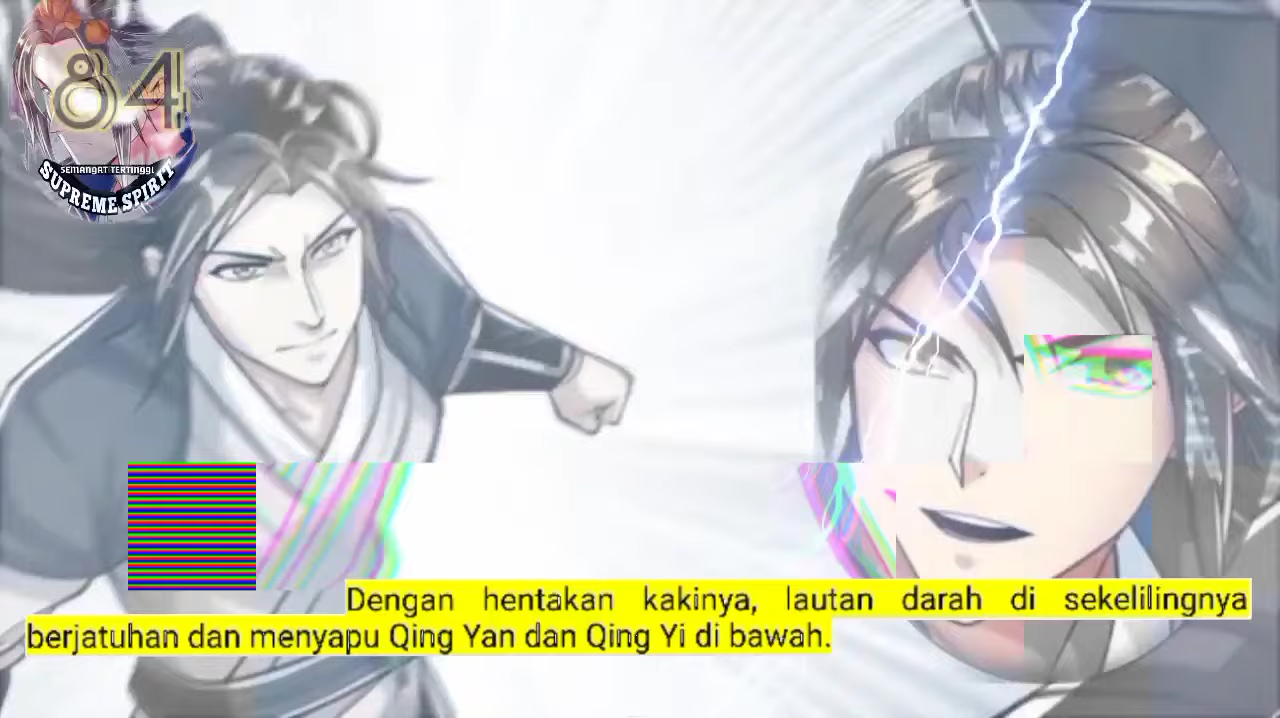 84
SEMANGAT TERTINGGI
SUPREME SPIRIT
Dengan hentakan kakinya, lautan darah di sekelilingnya
berjatuhan dan menyapu Qing Yan dan Qing Yi di bawah.